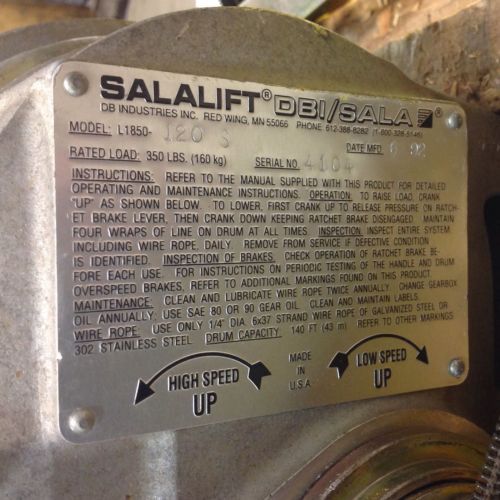 SALALIFT® DBI/SALA
DB INDUSTRIES INC. RED WING, MN 55066 PHONE 612-388-8282 (1-800-328-6146)
MODEL: L1850- 120 S DATE MFD. 6 92
RATED LOAD: 350 LBS. (160 kg) SERIAL NO. 4104
INSTRUCTIONS: REFER TO THE MANUAL SUPPLIED WITH THIS PRODUCT FOR DETAILED
OPERATING AND MAINTENANCE INSTRUCTIONS. OPERATION: TO RAISE LOAD, CRANK
"UP" AS SHOWN BELOW. TO LOWER, FIRST CRANK UP TO RELEASE PRESSURE ON RATCH-
ET BRAKE LEVER, THEN CRANK DOWN KEEPING RATCHET BRAKE DISENGAGED. MAINTAIN
FOUR WRAPS OF LINE ON DRUM AT ALL TIMES. INSPECTION: INSPECT ENTIRE SYSTEM
INCLUDING WIRE ROPE, DAILY. REMOVE FROM SERVICE IF DEFECTIVE CONDITION
IS IDENTIFIED. INSPECTION OF BRAKES: CHECK OPERATION OF RATCHET BRAKE BE-
FORE EACH USE. FOR INSTRUCTIONS ON PERIODIC TESTING OF THE HANDLE AND DRUM
OVERSPEED BRAKES, REFER TO ADDITIONAL MARKINGS FOUND ON THIS PRODUCT.
MAINTENANCE: CLEAN AND LUBRICATE WIRE ROPE TWICE ANNUALLY. CHANGE GEARBOX
OIL ANNUALLY: USE SAE 80 OR 90 GEAR OIL. CLEAN AND MAINTAIN LABELS.
WIRE ROPE: USE ONLY 1/4" DIA. 6x37 STRAND WIRE ROPE OF GALVANIZED STEEL OR
302 STAINLESS STEEL. DRUM CAPACITY: 140 FT (43 m). REFER TO OTHER MARKINGS.
HIGH SPEED
UP
MADE
IN
U.S.A.
LOW SPEED
UP